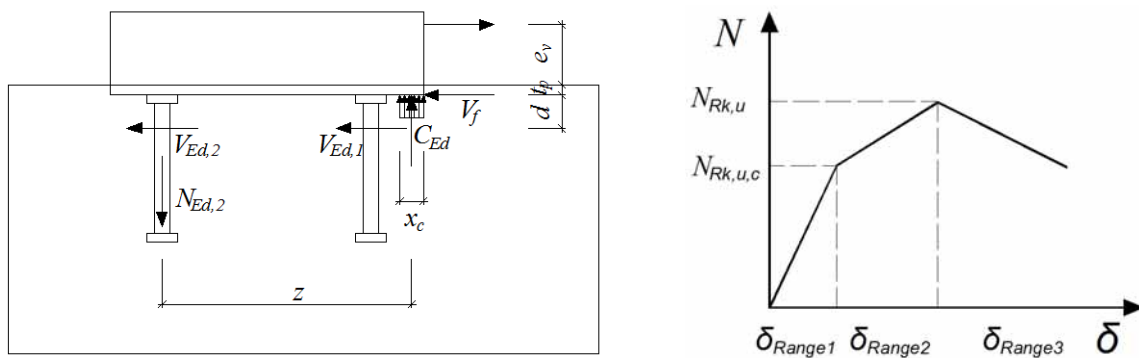 e_v
t_p
d
V_f
C_Ed
V_Ed,2
V_Ed,1
N_Ed,2
x_c
z
N
N_Rk,u
N_Rk,u,c
δ_Range1
δ_Range2
δ_Range3
δ